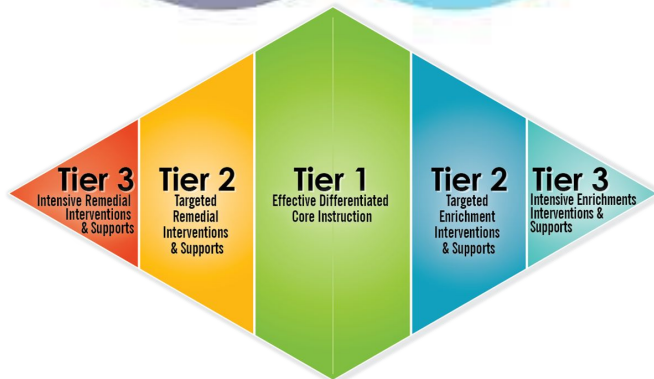 Tier 3
Intensive Remedial
Interventions
& Supports
Tier 2
Targeted
Remedial
Interventions
& Supports
Tier 1
Effective Differentiated
Core Instruction
Tier 2
Targeted
Enrichment
Interventions
& Supports
Tier 3
Intensive Enrichments
Interventions &
Supports